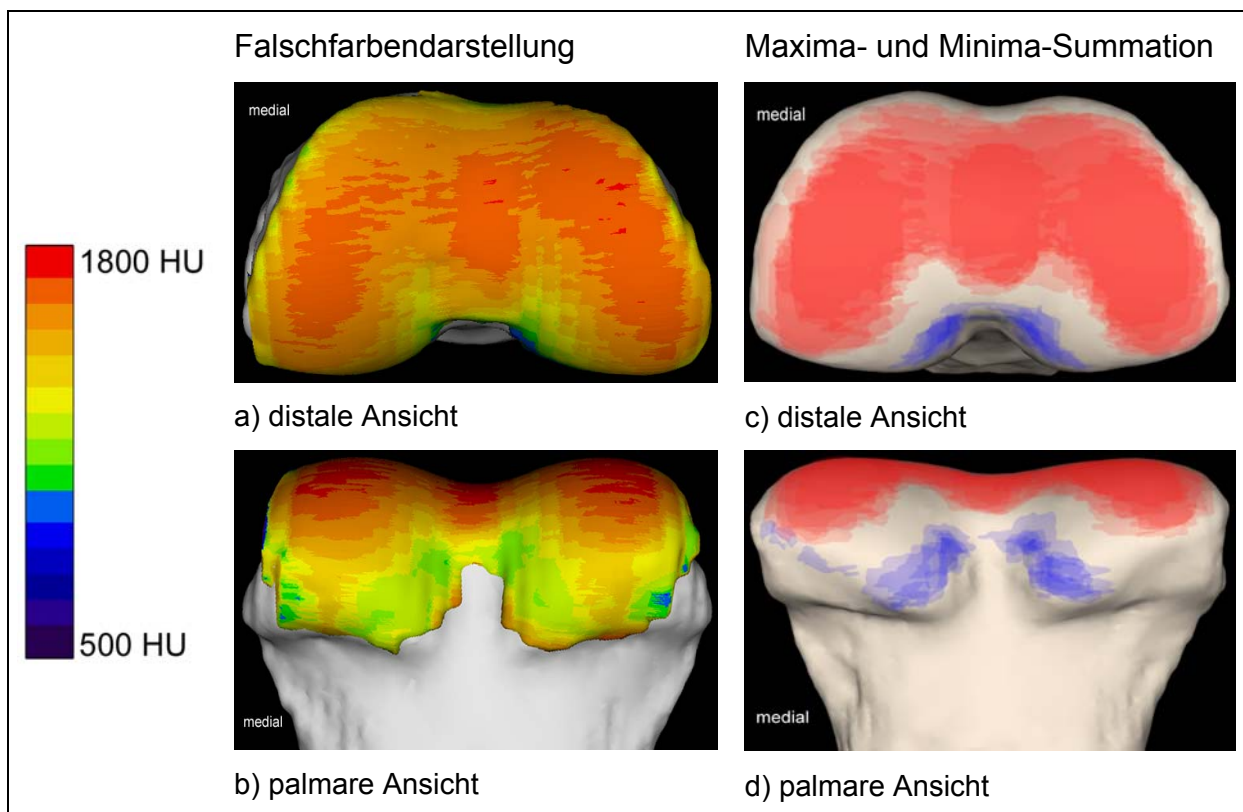 Falschfarbendarstellung
Maxima- und Minima-Summation
1800 HU
500 HU
medial
a) distale Ansicht
medial
c) distale Ansicht
medial
b) palmare Ansicht
medial
d) palmare Ansicht